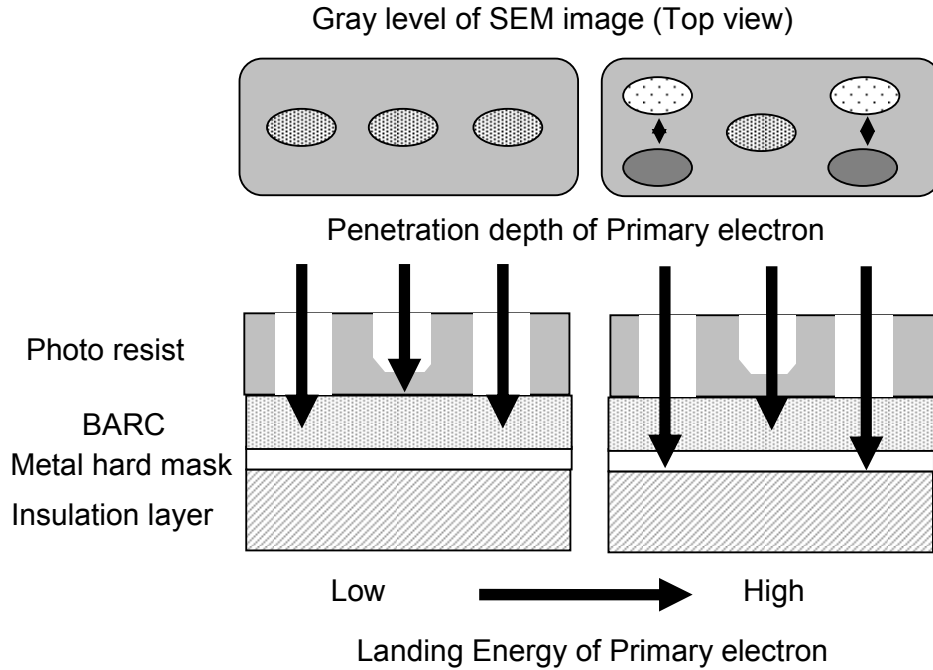 Gray level of SEM image (Top view)
Penetration depth of Primary electron
Photo resist
BARC
Metal hard mask
Insulation layer
Low
High
Landing Energy of Primary electron